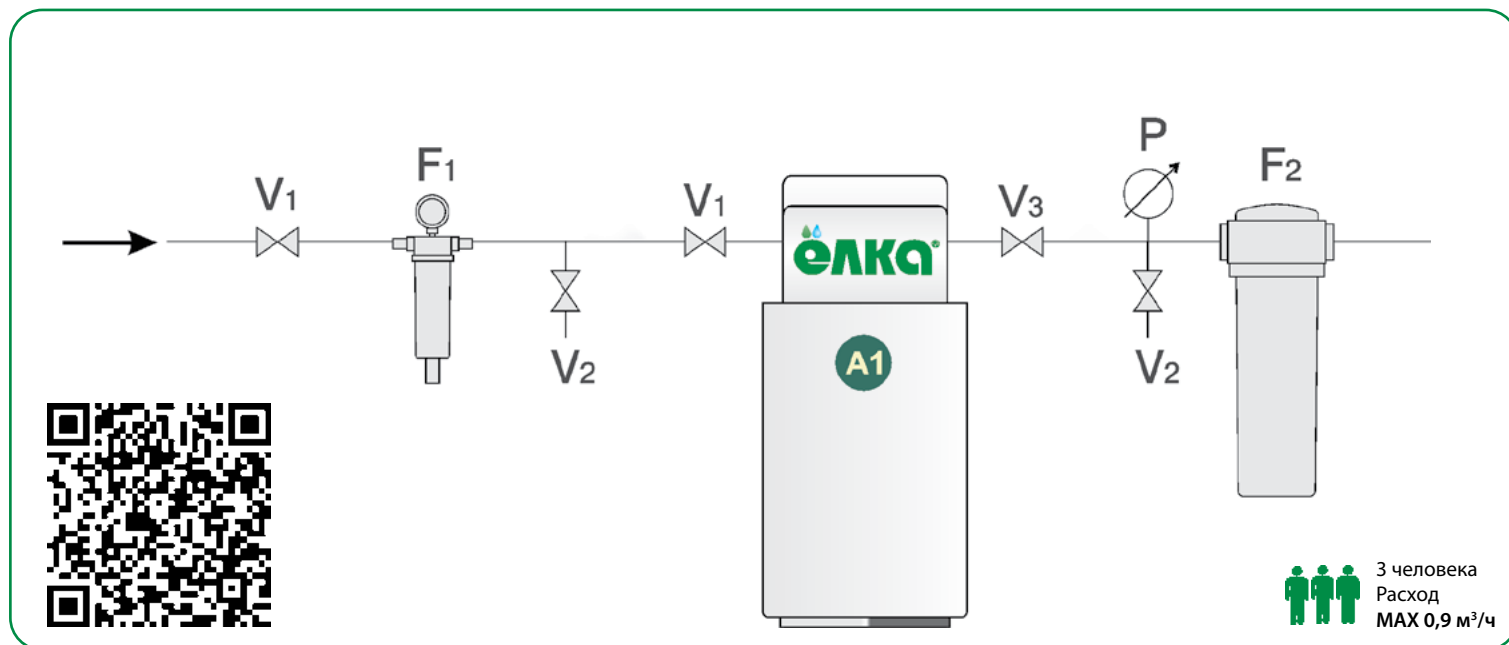 V1
F1
V2
V1
ёлка®
A1
V3
P
V2
F2
3 человека
Расход
MAX 0,9 м³/ч